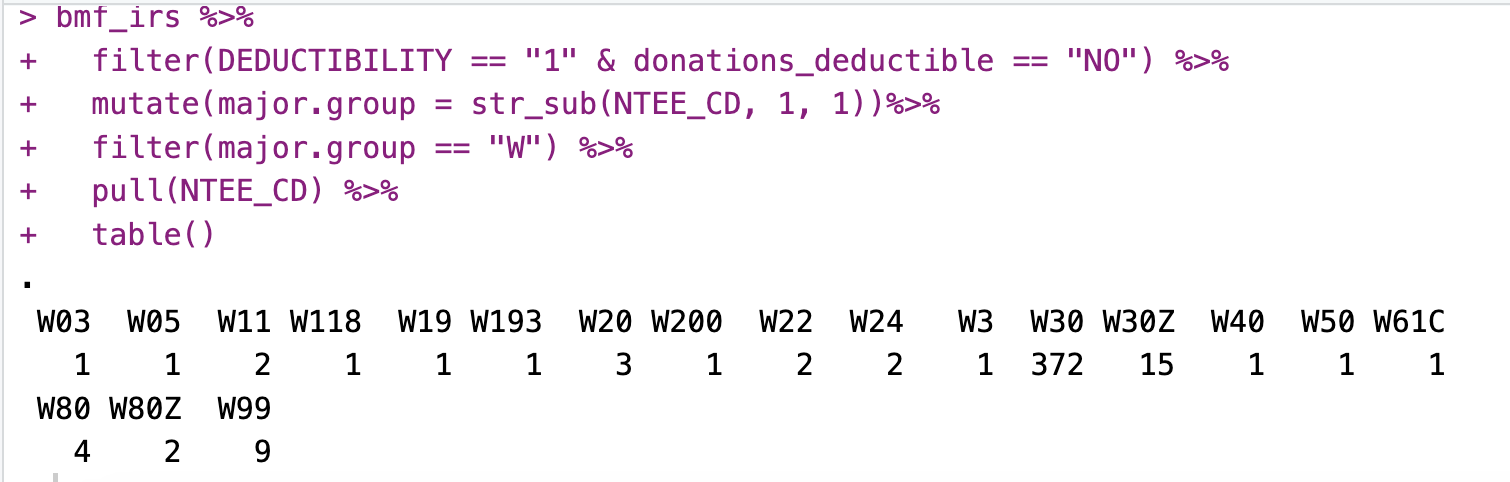 > bmf_irs %>%
+   filter(DEDUCTIBILITY == "1" & donations_deductible == "NO") %>%
+   mutate(major.group = str_sub(NTEE_CD, 1, 1))%>%
+   filter(major.group == "W") %>%
+   pull(NTEE_CD) %>%
+   table()
.
 W03  W05  W11 W118  W19 W193  W20 W200  W22  W24   W3  W30 W30Z  W40  W50 W61C
   1    1    2    1    1    1    3    1    2    2    1  372   15    1    1    1
 W80 W80Z  W99
   4    2    9